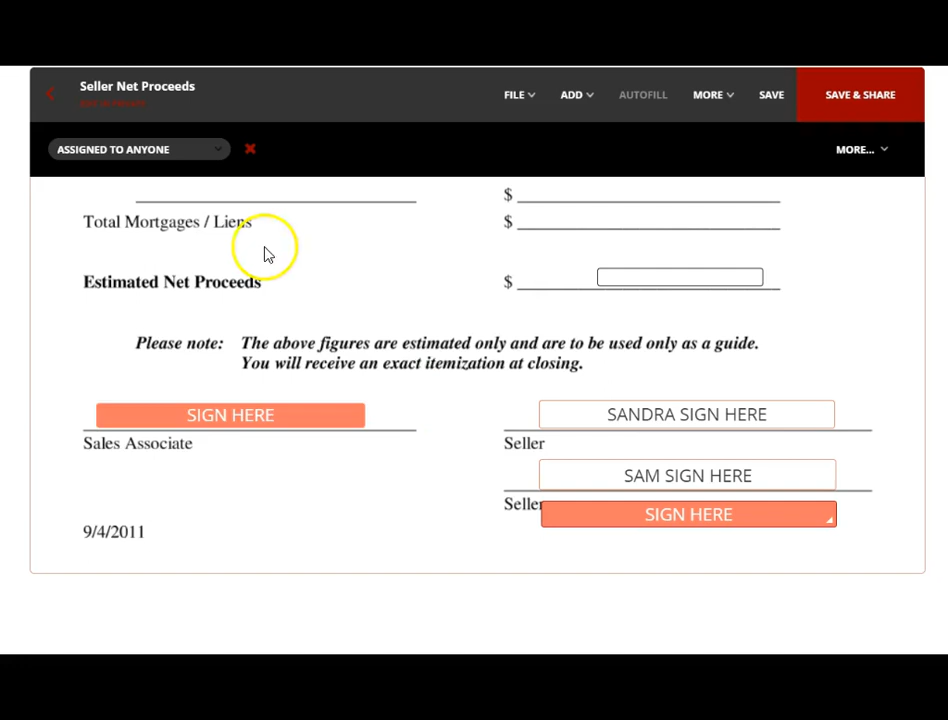 Seller Net Proceeds
FILE ADD AUTOFILL MORE SAVE SAVE & SHARE
ASSIGNED TO ANYONE MORE...
$
Total Mortgages / Liens $
Estimated Net Proceeds $
Please note: The above figures are estimated only and are to be used only as a guide.
You will receive an exact itemization at closing.
SIGN HERE SANDRA SIGN HERE
Sales Associate Seller
SAM SIGN HERE
Seller SIGN HERE
9/4/2011